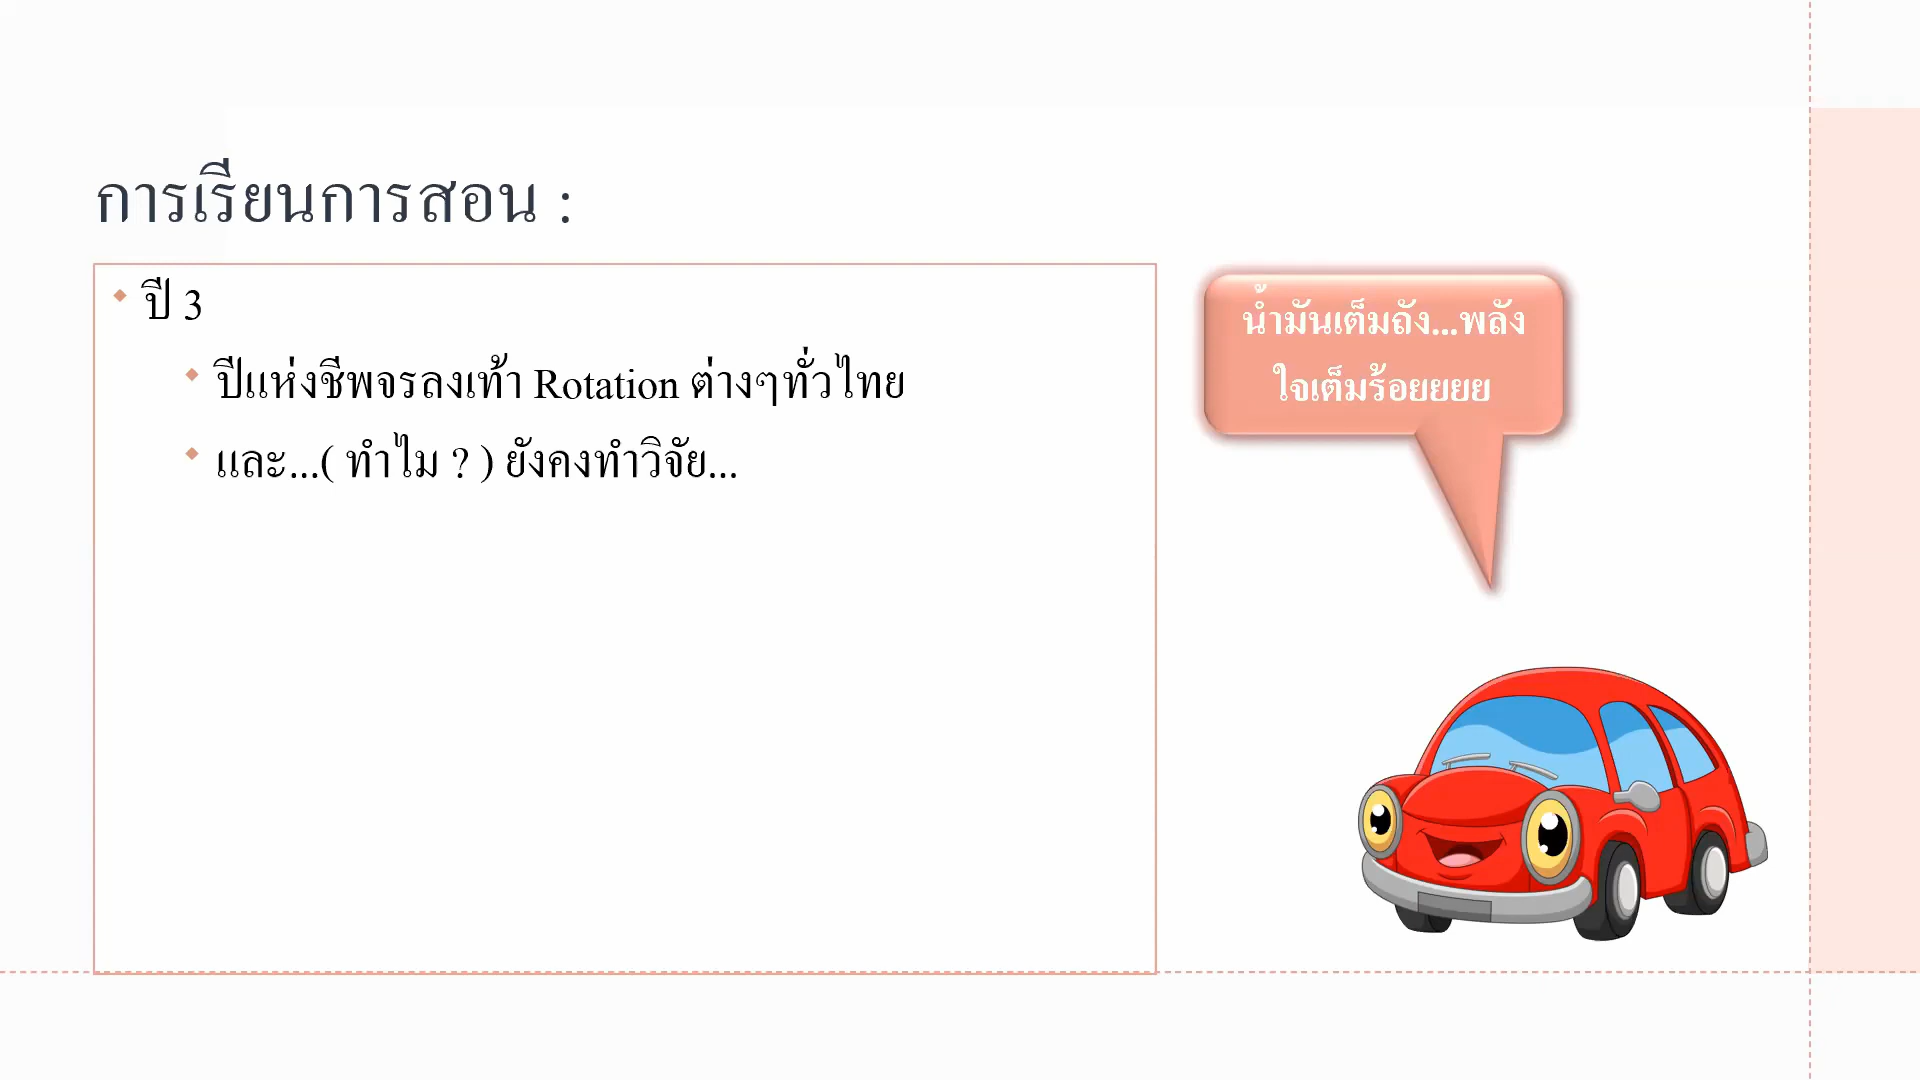 การเรียนการสอน :
ปี 3
ปีแห่งชีพจรลงเท้า Rotation ต่างๆทั่วไทย
และ...( ทำไม ? ) ยังคงทำวิจัย...
น้ำมันเต็มถัง...พลัง
ใจเต็มร้อยยยย